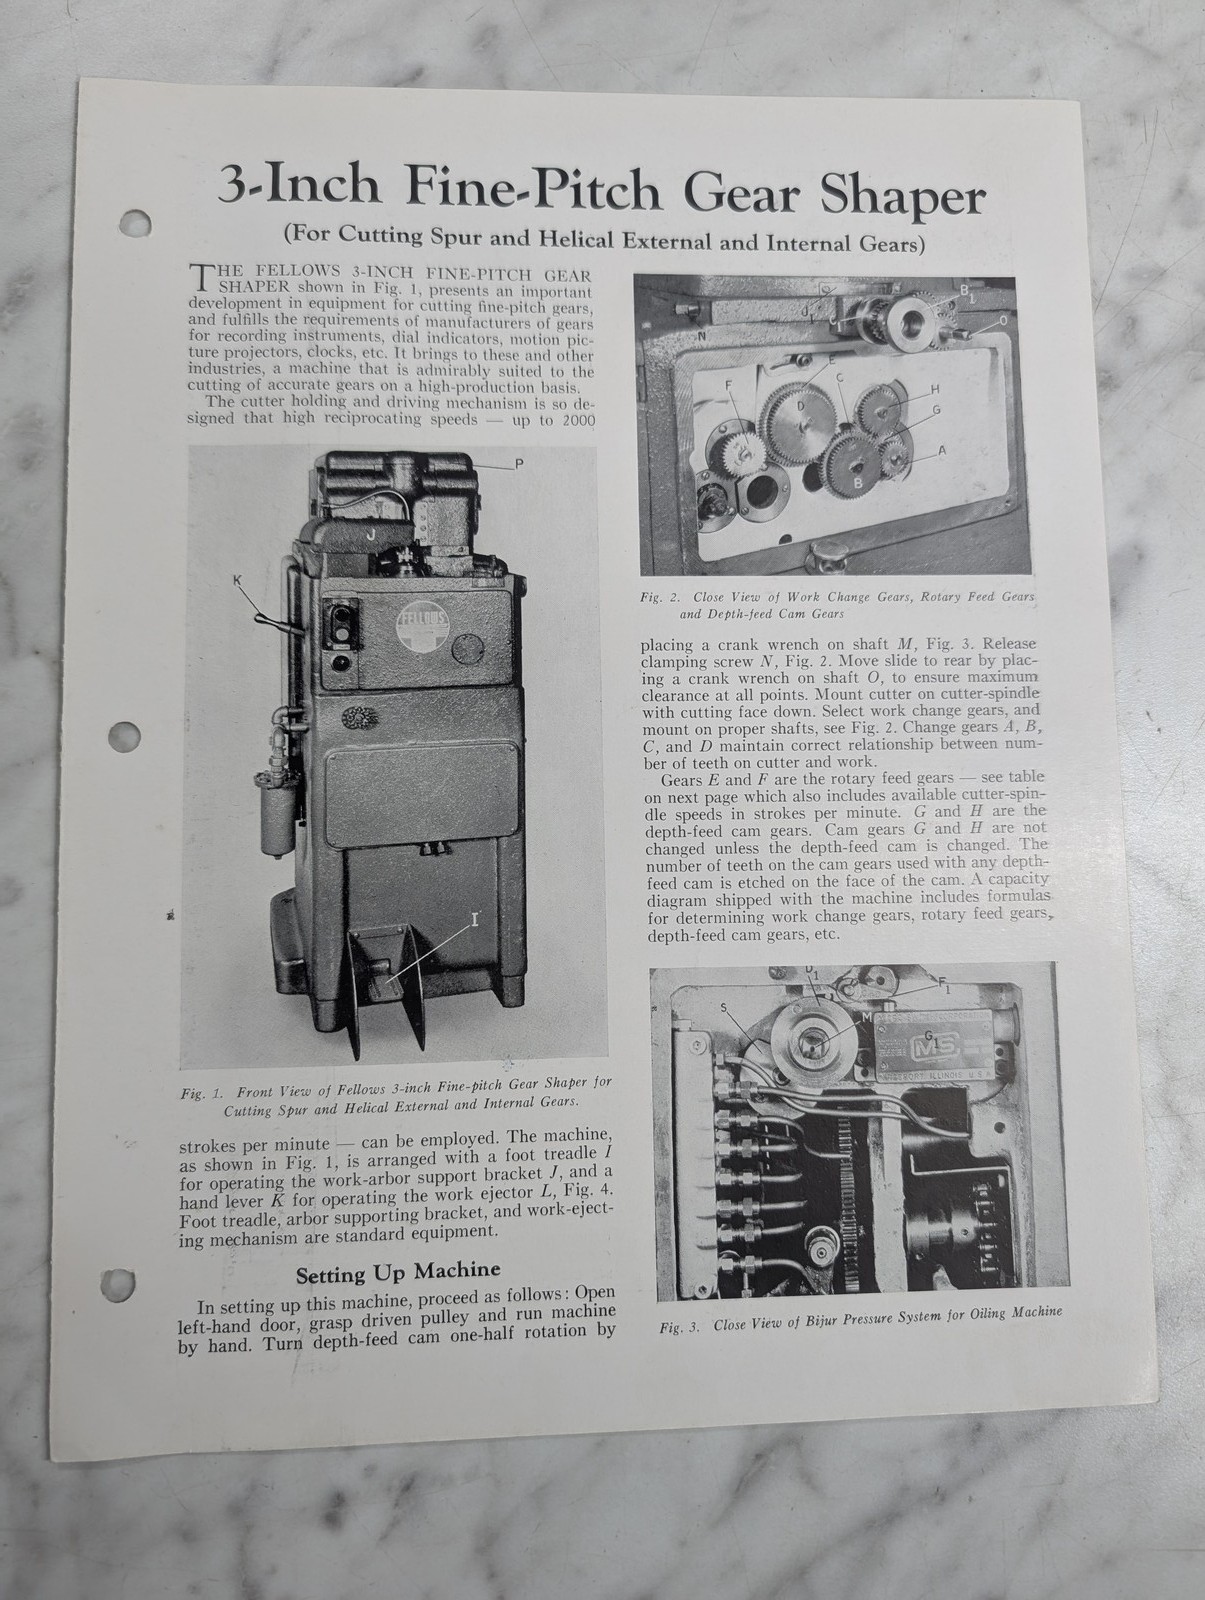 3-Inch Fine-Pitch Gear Shaper
(For Cutting Spur and Helical External and Internal Gears)
THE FELLOWS 3-INCH FINE-PITCH GEAR
SHAPER shown in Fig. 1, presents an important
development in equipment for cutting fine-pitch gears,
and fulfills the requirements of manufacturers of gears
for recording instruments, dial indicators, motion pic-
ture projectors, clocks, etc. It brings to these and other
industries, a machine that is admirably suited to the
cutting of accurate gears on a high-production basis.
The cutter holding and driving mechanism is so de-
signed that high reciprocating speeds — up to 2000
P
J
K
FELLOWS
I
Fig. 1. Front View of Fellows 3-inch Fine-pitch Gear Shaper for
Cutting Spur and Helical External and Internal Gears.
strokes per minute — can be employed. The machine,
as shown in Fig. 1, is arranged with a foot treadle I
for operating the work-arbor support bracket J, and a
hand lever K for operating the work ejector L, Fig. 4.
Foot treadle, arbor supporting bracket, and work-eject-
ing mechanism are standard equipment.
Setting Up Machine
In setting up this machine, proceed as follows: Open
left-hand door, grasp driven pulley and run machine
by hand. Turn depth-feed cam one-half rotation by
B1
O
N
E
C
F
H
D
G
A
B
Fig. 2. Close View of Work Change Gears, Rotary Feed Gears
and Depth-feed Cam Gears
placing a crank wrench on shaft M, Fig. 3. Release
clamping screw N, Fig. 2. Move slide to rear by plac-
ing a crank wrench on shaft O, to ensure maximum
clearance at all points. Mount cutter on cutter-spindle
with cutting face down. Select work change gears, and
mount on proper shafts, see Fig. 2. Change gears A, B,
C, and D maintain correct relationship between num-
ber of teeth on cutter and work.
Gears E and F are the rotary feed gears — see table
on next page which also includes available cutter-spin-
dle speeds in strokes per minute. G and H are the
depth-feed cam gears. Cam gears G and H are not
changed unless the depth-feed cam is changed. The
number of teeth on the cam gears used with any depth-
feed cam is etched on the face of the cam. A capacity
diagram shipped with the machine includes formulas
for determining work change gears, rotary feed gears,
depth-feed cam gears, etc.
D1
F1
S
M
G1
MS
ILLINOIS U.S.A.
Fig. 3. Close View of Bijur Pressure System for Oiling Machine